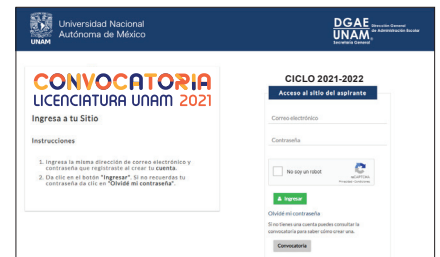 UNAM
Universidad Nacional
Autónoma de México
DGAE
UNAM
Dirección General
de Administración Escolar
Secretaría General
CONVOCATORIA
LICENCIATURA UNAM 2021
Ingresa a tu Sitio
Instrucciones
1. Ingresa la misma dirección de correo electrónico y
contraseña que registraste al crear tu cuenta.
2. Da clic en el botón "Ingresar". Si no recuerdas tu
contraseña da clic en "Olvidé mi contraseña".
CICLO 2021-2022
Acceso al sitio del aspirante
Correo electrónico
Contraseña
No soy un robot
reCAPTCHA
Ingresar
Olvidé mi contraseña
Si no tienes una cuenta puedes consultar la
convocatoria para saber cómo crear una.
Convocatoria